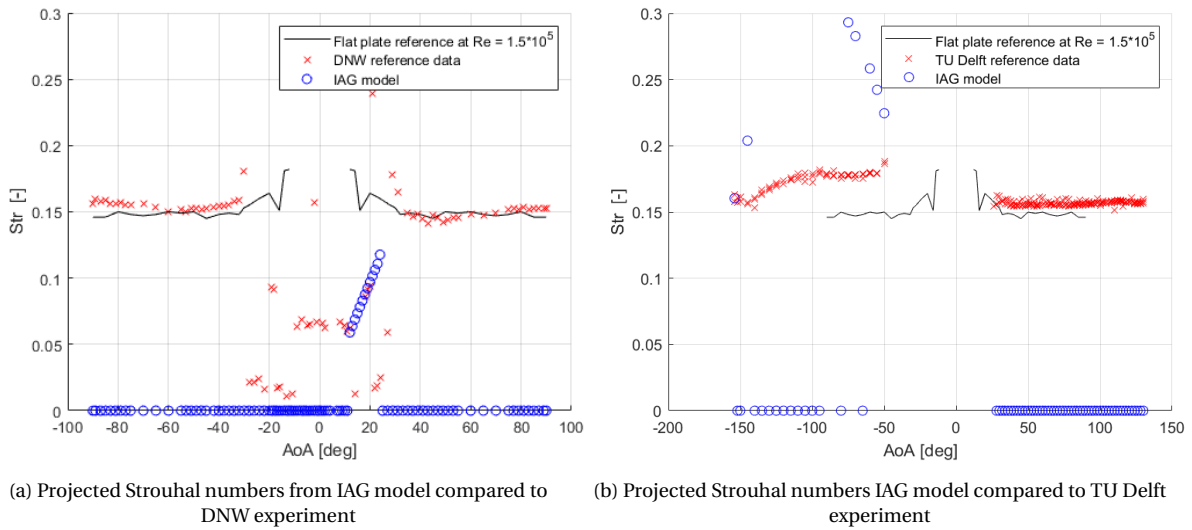 0.3
0.25
0.2
0.15
0.1
0.05
0
Str [-]
-100 -80 -60 -40 -20 0 20 40 60 80 100
AoA [deg]
Flat plate reference at Re = 1.5*10^5
DNW reference data
IAG model
(a) Projected Strouhal numbers from IAG model compared to
DNW experiment
0.3
0.25
0.2
0.15
0.1
0.05
0
Str [-]
-200 -150 -100 -50 0 50 100 150
AoA [deg]
Flat plate reference at Re = 1.5*10^5
TU Delft reference data
IAG model
(b) Projected Strouhal numbers IAG model compared to TU Delft
experiment